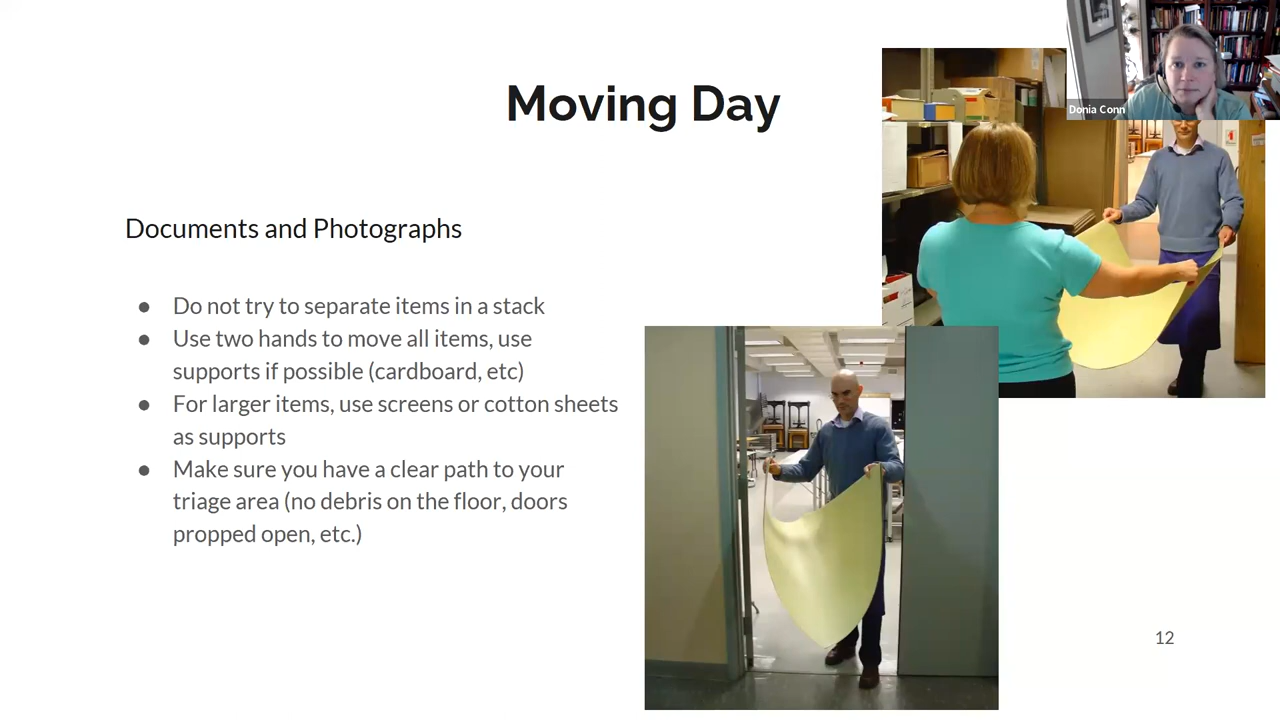 Moving Day
Donia Conn
Documents and Photographs
● Do not try to separate items in a stack
● Use two hands to move all items, use
supports if possible (cardboard, etc)
● For larger items, use screens or cotton sheets
as supports
● Make sure you have a clear path to your
triage area (no debris on the floor, doors
propped open, etc.)
12